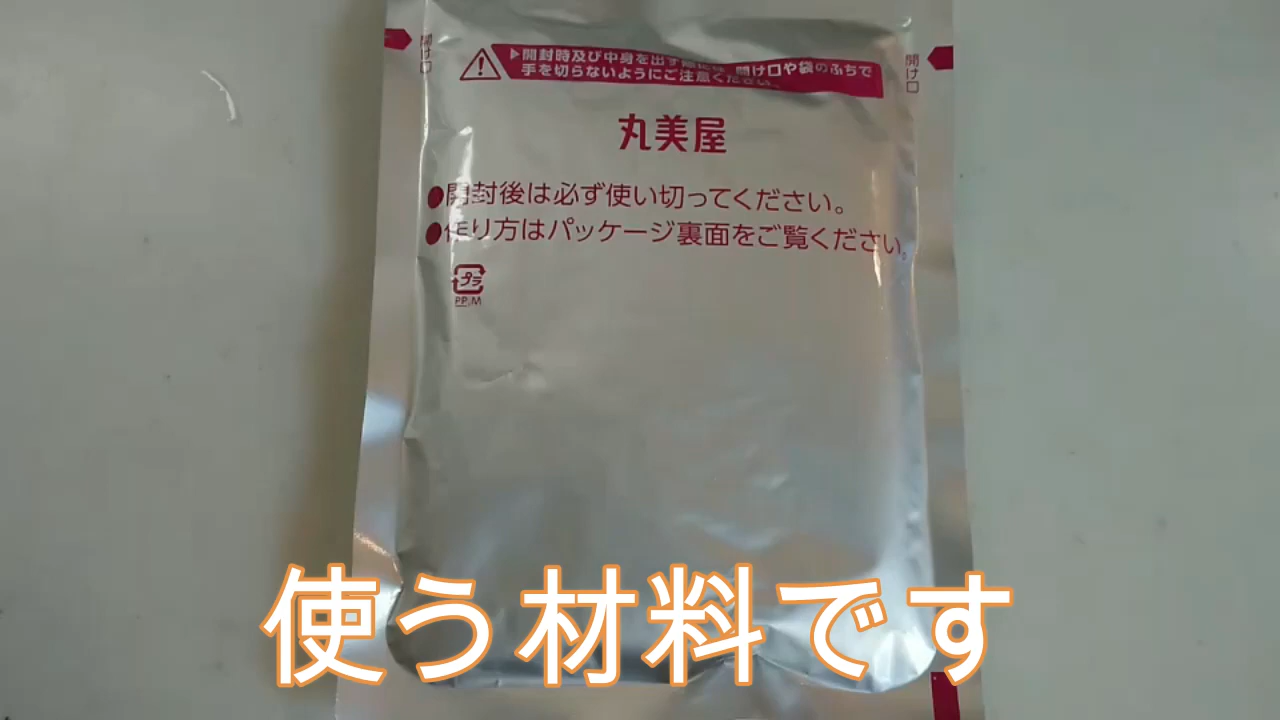 開け口
開け口
▶開封時及び中身を出す際には、開け口や袋のふちで
手を切らないようにご注意ください。
丸美屋
●開封後は必ず使い切ってください。
●作り方はパッケージ裏面をご覧ください。
プラ
PP,M
使う材料です